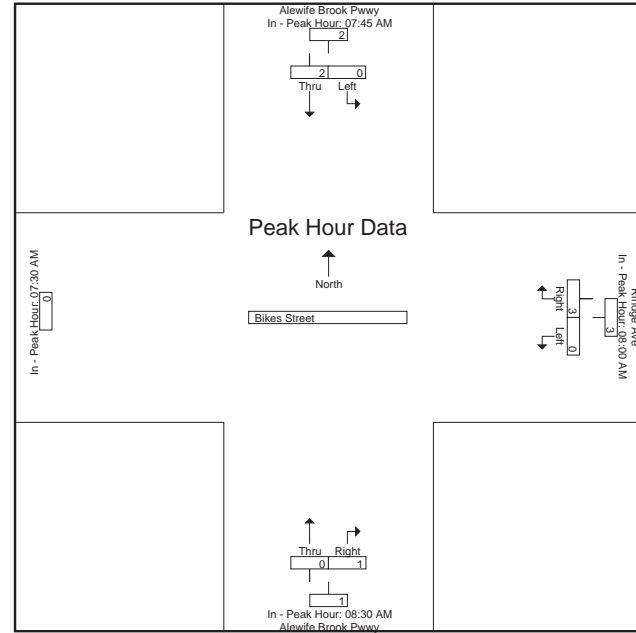 Alewife Brook Pwwy
In - Peak Hour: 07:45 AM
2
2 0
Thru Left
Peak Hour Data
North
Bikes Street
In - Peak Hour: 07:30 AM
0
Rindge Ave
In - Peak Hour: 08:00 AM
3
Right Left
3 0
Thru Right
0 1
1
In - Peak Hour: 08:30 AM
Alewife Brook Pwwy